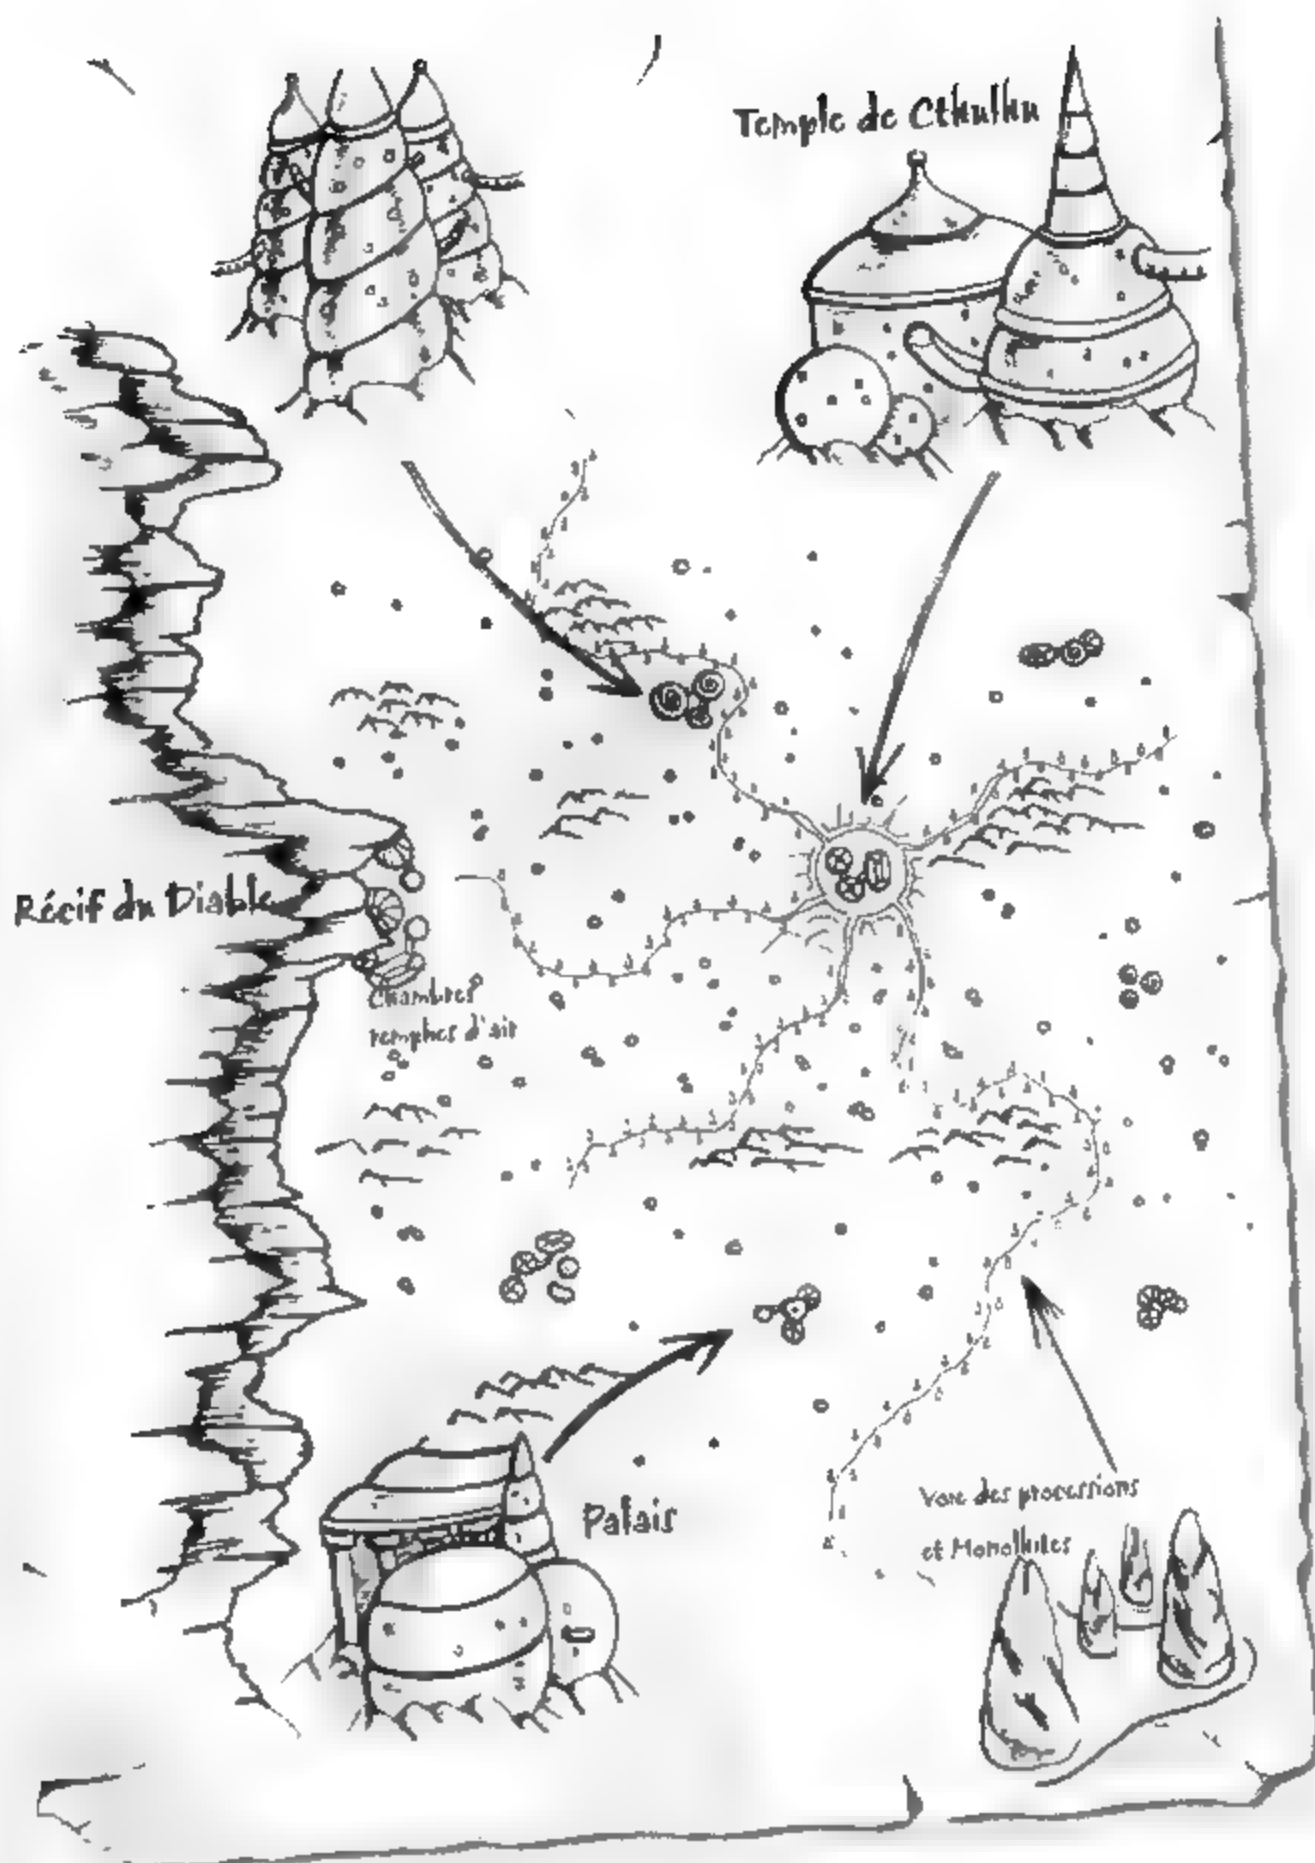 Temple de Cthulhu
Récif du Diable
Chambres
remplies d'air
Palais
Voie des processions
et Monolithes